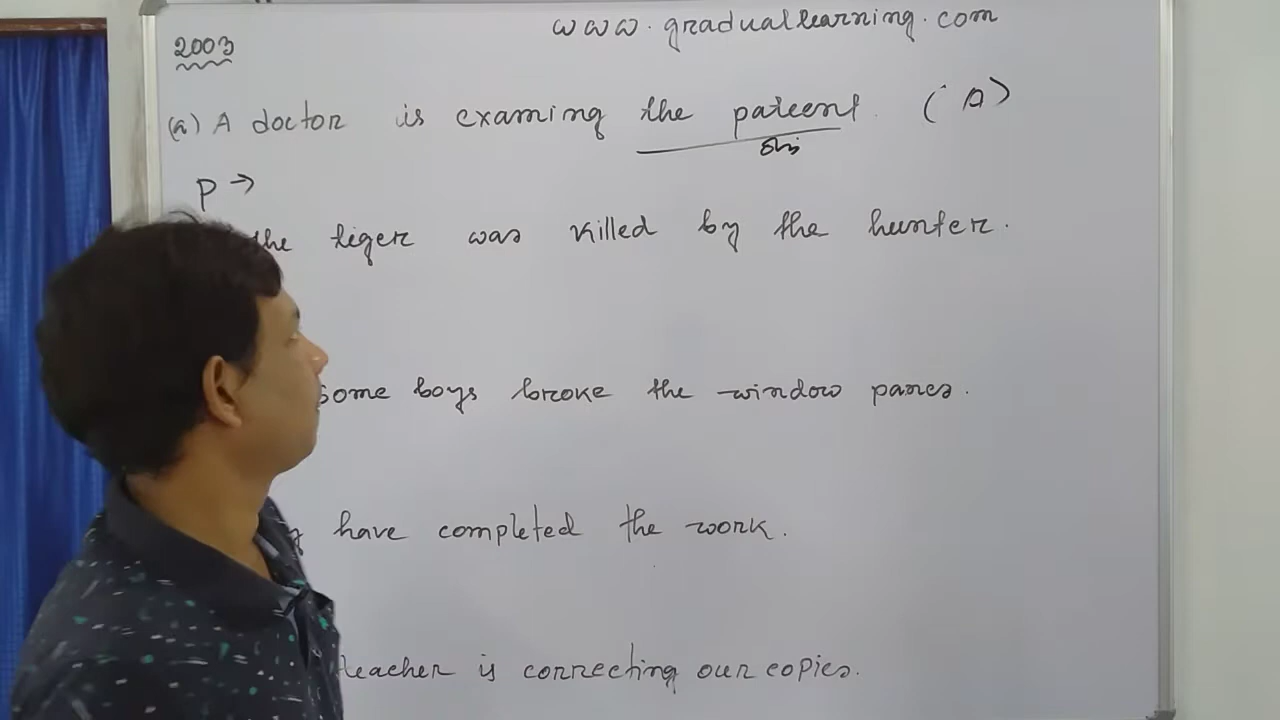 www.graduallearning.com
2003
(a) A doctor is examing the pateent. (A)
obj
P →
the tiger was killed by the hunter.
some boys broke the window panes.
have completed the work.
teacher is correcting our copies.